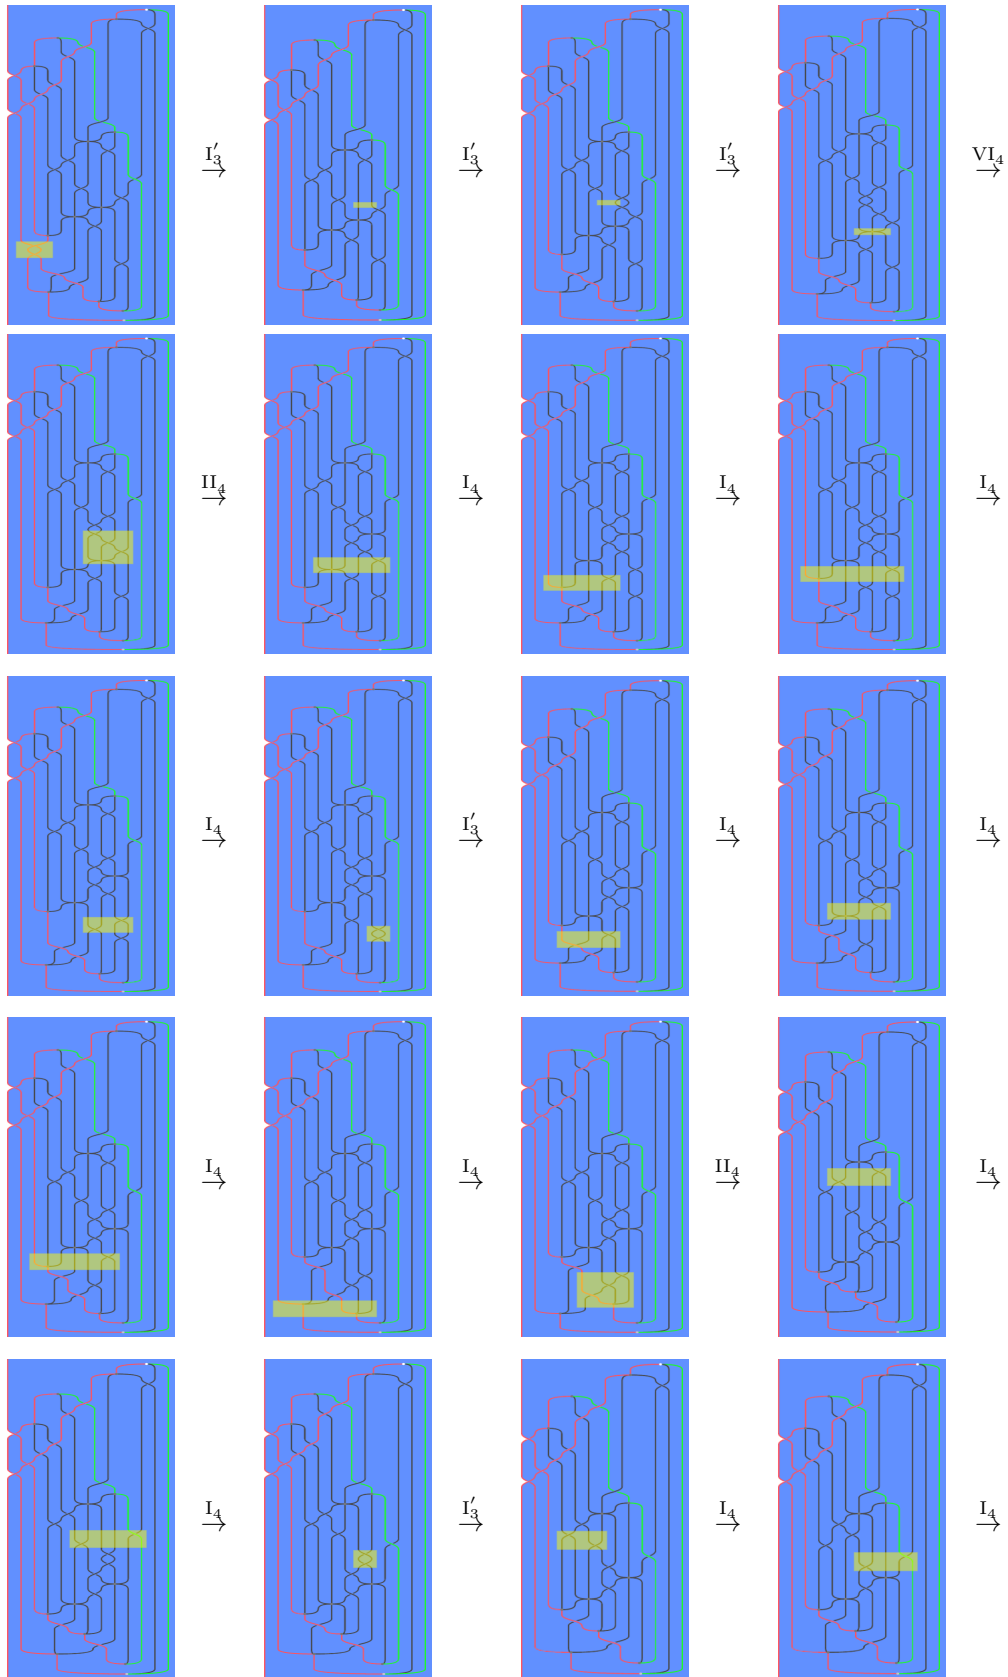 I′₃ → I′₃ → I′₃ → VI₄ →
II₄ → I₄ → I₄ → I₄ →
I₄ → I′₃ → I₄ → I₄ →
I₄ → I₄ → II₄ → I₄ →
I₄ → I′₃ → I₄ → I₄ →